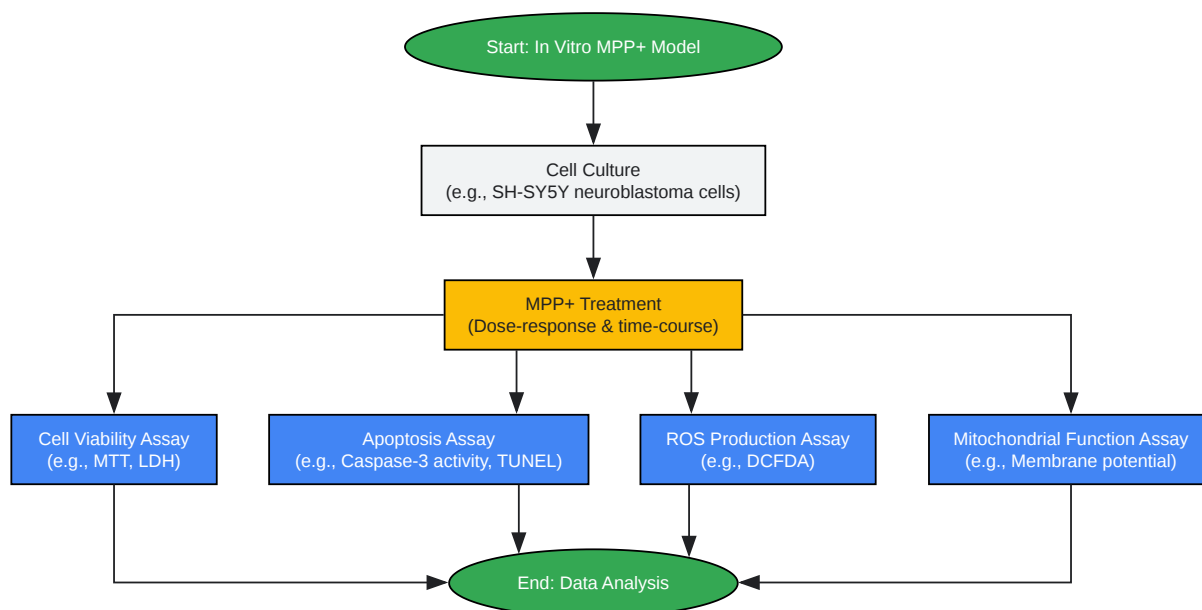 Start: In Vitro MPP+ Model
Cell Culture
(e.g., SH-SY5Y neuroblastoma cells)
MPP+ Treatment
(Dose-response & time-course)
Cell Viability Assay
(e.g., MTT, LDH)
Apoptosis Assay
(e.g., Caspase-3 activity, TUNEL)
ROS Production Assay
(e.g., DCFDA)
Mitochondrial Function Assay
(e.g., Membrane potential)
End: Data Analysis